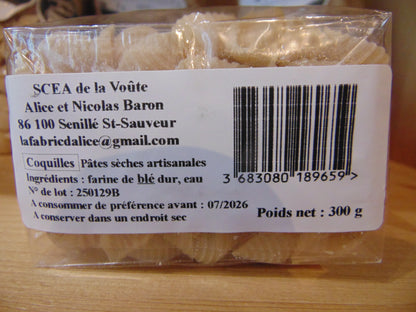 SCEA de la Voûte
Alice et Nicolas Baron
86 100 Senillé St-Sauveur
lafabricdalice@gmail.com
Coquilles Pâtes sèches artisanales
Ingrédients : farine de blé dur, eau
N° de lot : 250129B
A consommer de préférence avant : 07/2026
A conserver dans un endroit sec
3 683080 189659 >
Poids net : 300 g